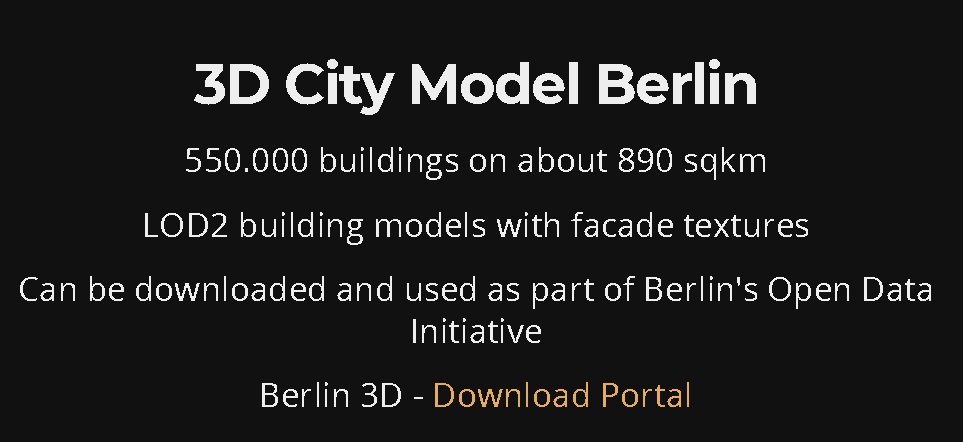 3D City Model Berlin
550.000 buildings on about 890 sqkm
LOD2 building models with facade textures
Can be downloaded and used as part of Berlin's Open Data
Initiative
Berlin 3D - Download Portal